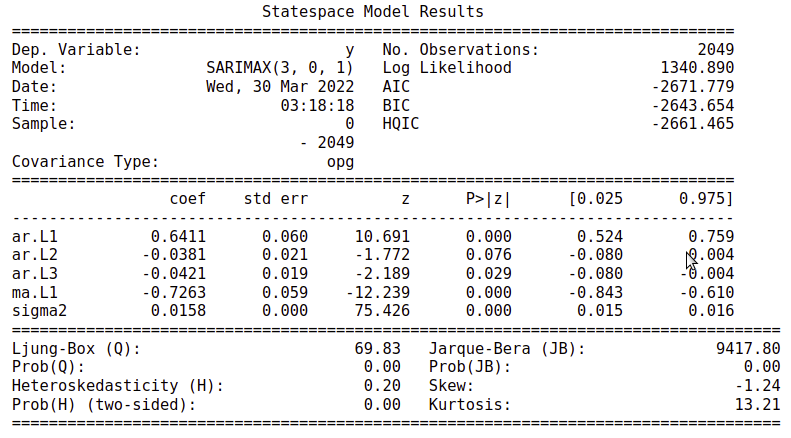 Statespace Model Results
==============================================================================
Dep. Variable:                      y   No. Observations:                 2049
Model:               SARIMAX(3, 0, 1)   Log Likelihood                1340.890
Date:                Wed, 30 Mar 2022   AIC                          -2671.779
Time:                        03:18:18   BIC                          -2643.654
Sample:                             0   HQIC                         -2661.465
                               - 2049
Covariance Type:                  opg
==============================================================================
                 coef    std err          z      P>|z|      [0.025      0.975]
------------------------------------------------------------------------------
ar.L1          0.6411      0.060     10.691      0.000       0.524       0.759
ar.L2         -0.0381      0.021     -1.772      0.076      -0.080       0.004
ar.L3         -0.0421      0.019     -2.189      0.029      -0.080      -0.004
ma.L1         -0.7263      0.059    -12.239      0.000      -0.843      -0.610
sigma2         0.0158      0.000     75.426      0.000       0.015       0.016
===================================================================================
Ljung-Box (Q):                       69.83   Jarque-Bera (JB):              9417.80
Prob(Q):                              0.00   Prob(JB):                         0.00
Heteroskedasticity (H):               0.20   Skew:                            -1.24
Prob(H) (two-sided):                  0.00   Kurtosis:                        13.21
===================================================================================